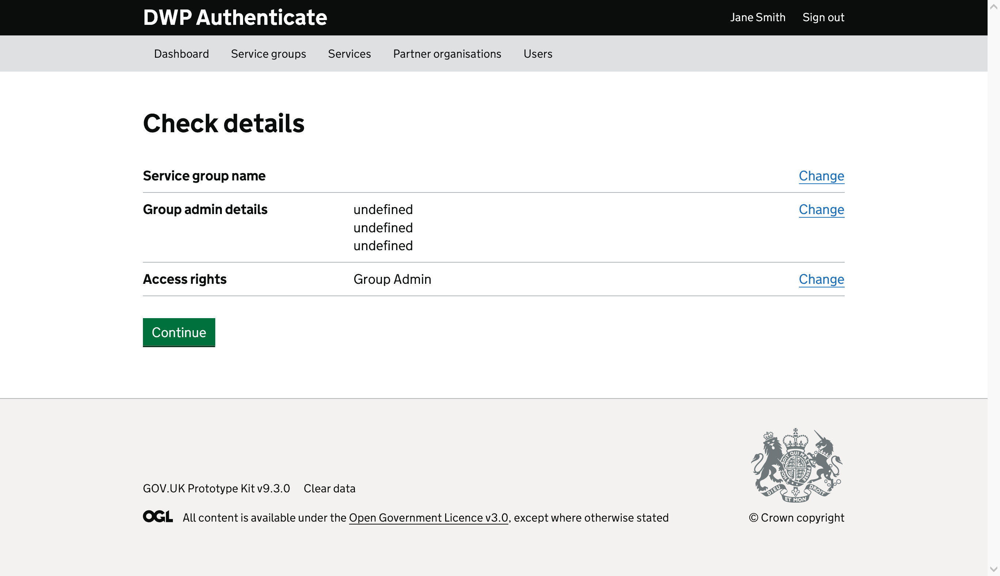 DWP Authenticate
Jane Smith Sign out
Dashboard Service groups Services Partner organisations Users
Check details
Service group name Change
Group admin details undefined Change
undefined
undefined
Access rights Group Admin Change
Continue
GOV.UK Prototype Kit v9.3.0 Clear data
OGL All content is available under the Open Government Licence v3.0, except where otherwise stated
SOIT QUI MAL Y PENSE
HON
DIEU ET MON DROIT
© Crown copyright